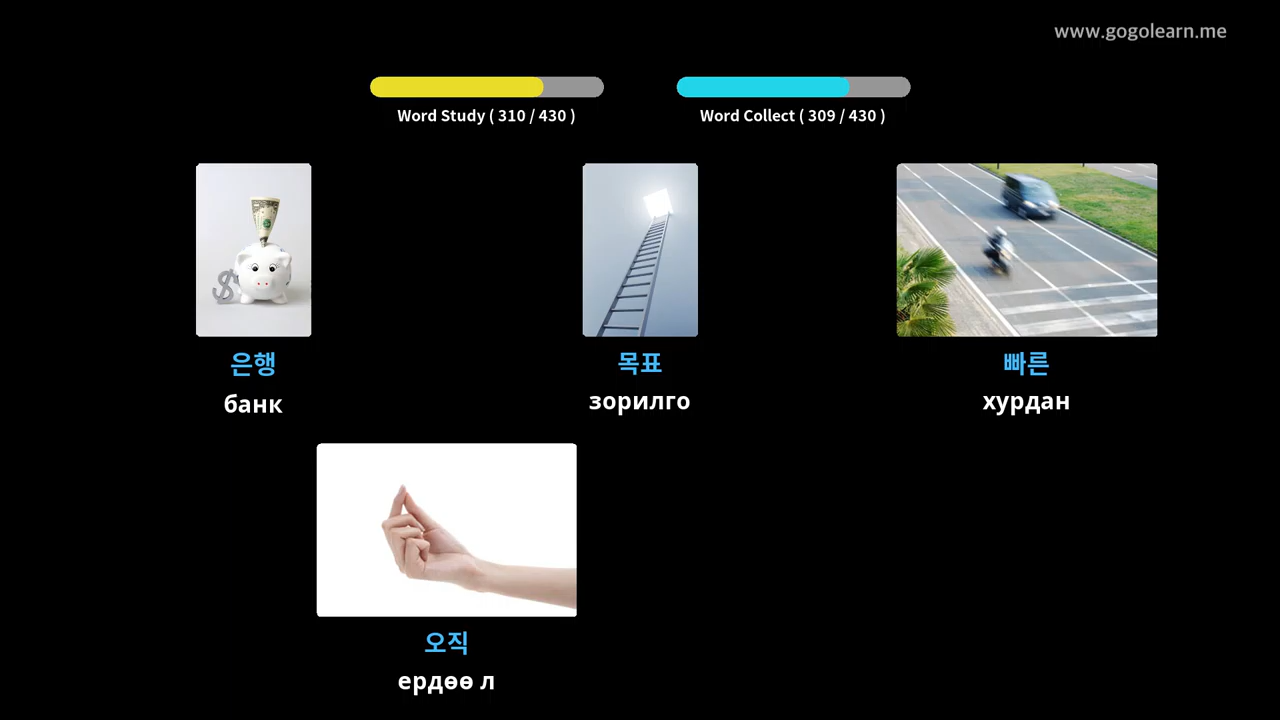 www.gogolearn.me
Word Study ( 310 / 430 )
Word Collect ( 309 / 430 )
은행
банк
목표
зорилго
빠른
хурдан
오직
ердөө л